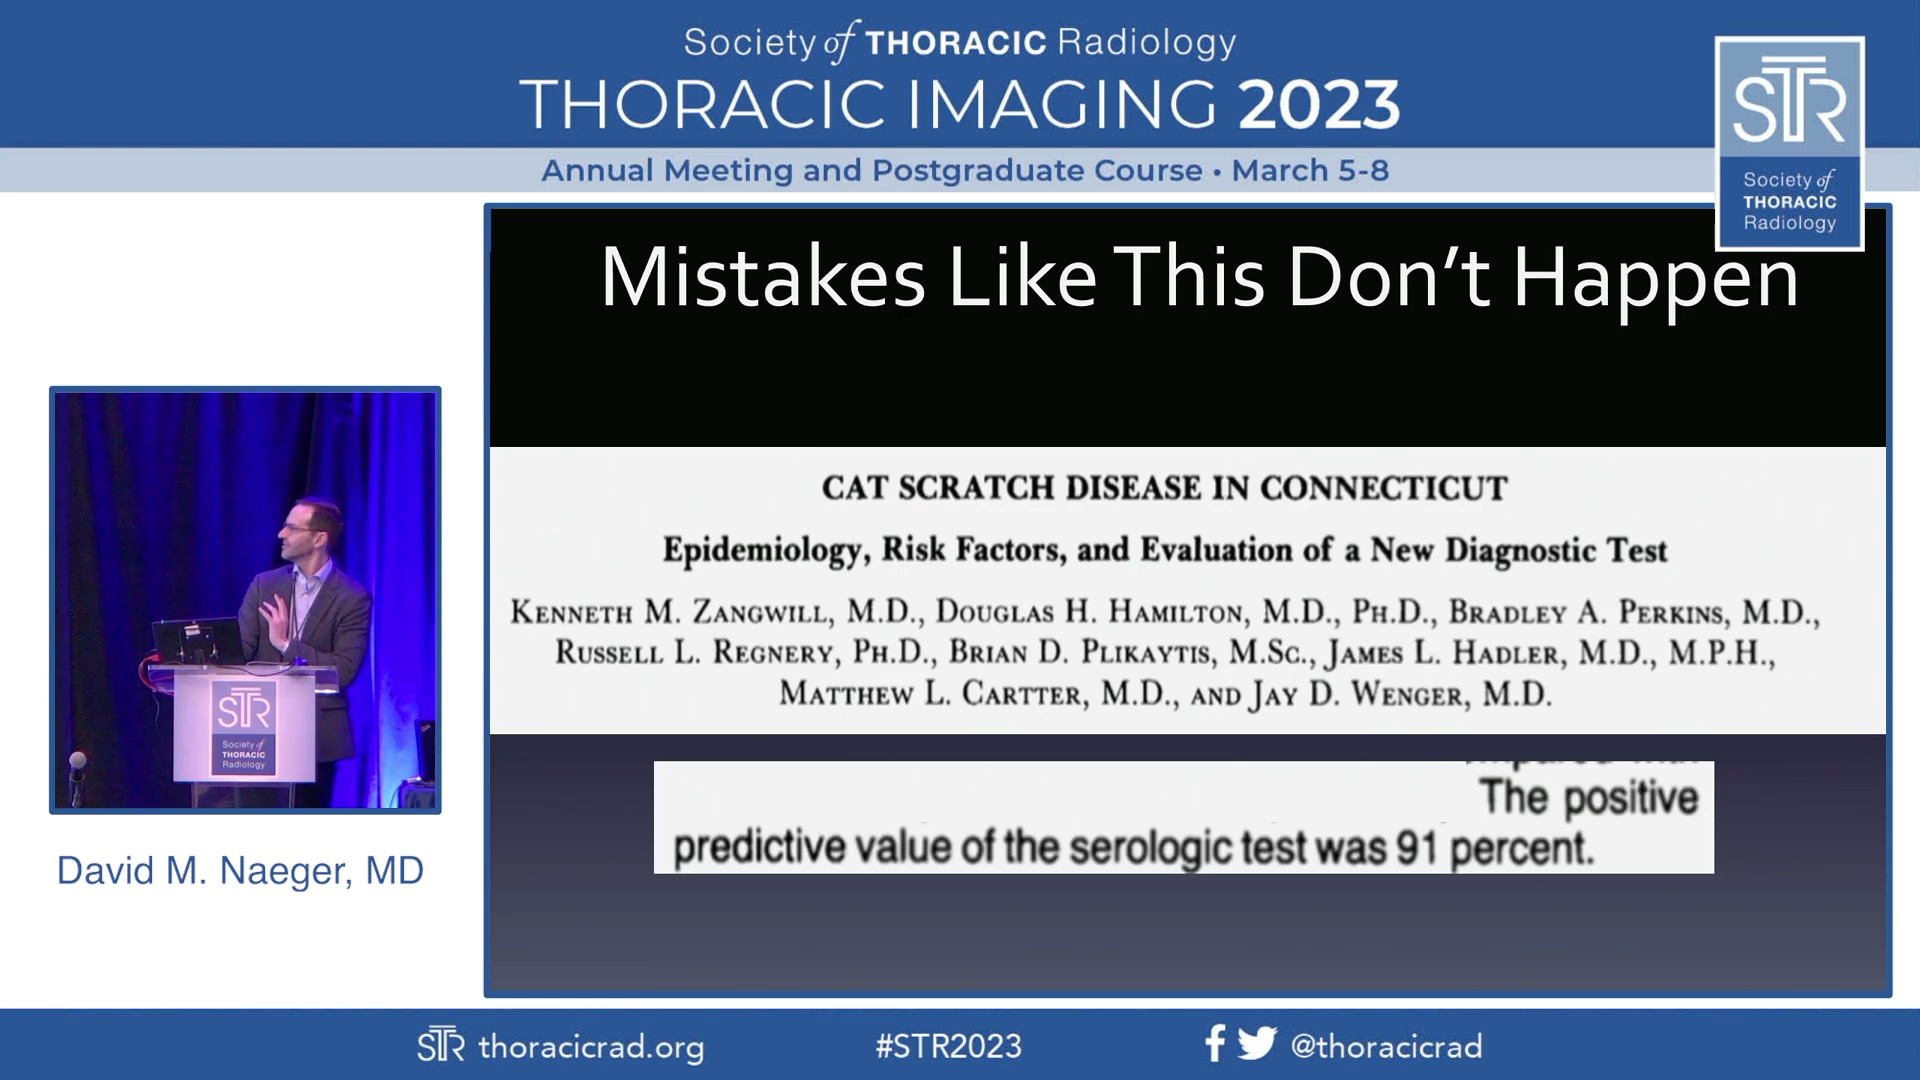 Society of THORACIC Radiology
THORACIC IMAGING 2023
Annual Meeting and Postgraduate Course • March 5-8
STR
Society of
THORACIC
Radiology
Mistakes Like This Don’t Happen
CAT SCRATCH DISEASE IN CONNECTICUT
Epidemiology, Risk Factors, and Evaluation of a New Diagnostic Test
KENNETH M. ZANGWILL, M.D., DOUGLAS H. HAMILTON, M.D., PH.D., BRADLEY A. PERKINS, M.D.,
RUSSELL L. REGNERY, PH.D., BRIAN D. PLIKAYTIS, M.SC., JAMES L. HADLER, M.D., M.P.H.,
MATTHEW L. CARTTER, M.D., AND JAY D. WENGER, M.D.
The positive
predictive value of the serologic test was 91 percent.
STR
Society of
THORACIC
Radiology
David M. Naeger, MD
STR thoracicrad.org
#STR2023
@thoracicrad